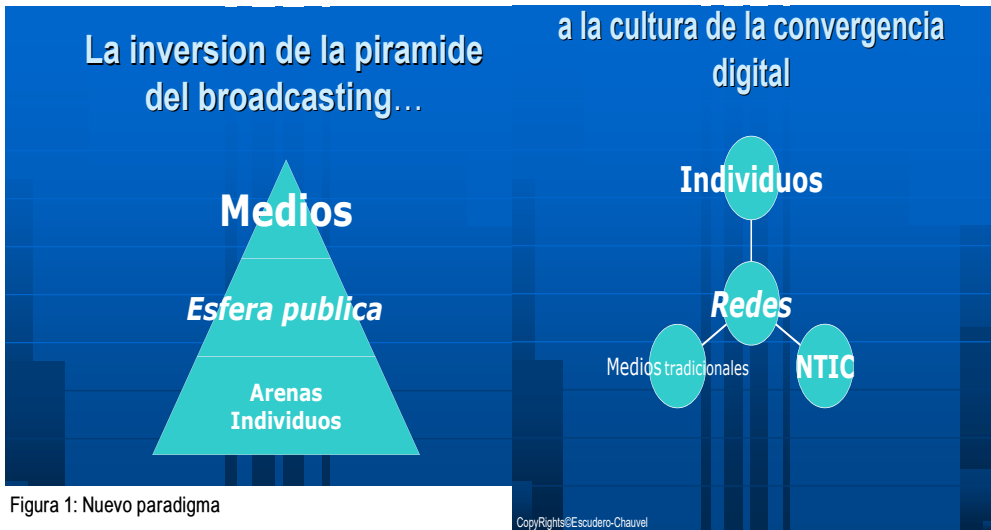 La inversion de la piramide
del broadcasting…
Medios
Esfera publica
Arenas
Individuos
Figura 1: Nuevo paradigma
a la cultura de la convergencia
digital
Individuos
Redes
Medios tradicionales
NTIC
CopyRights©Escudero-Chauvel